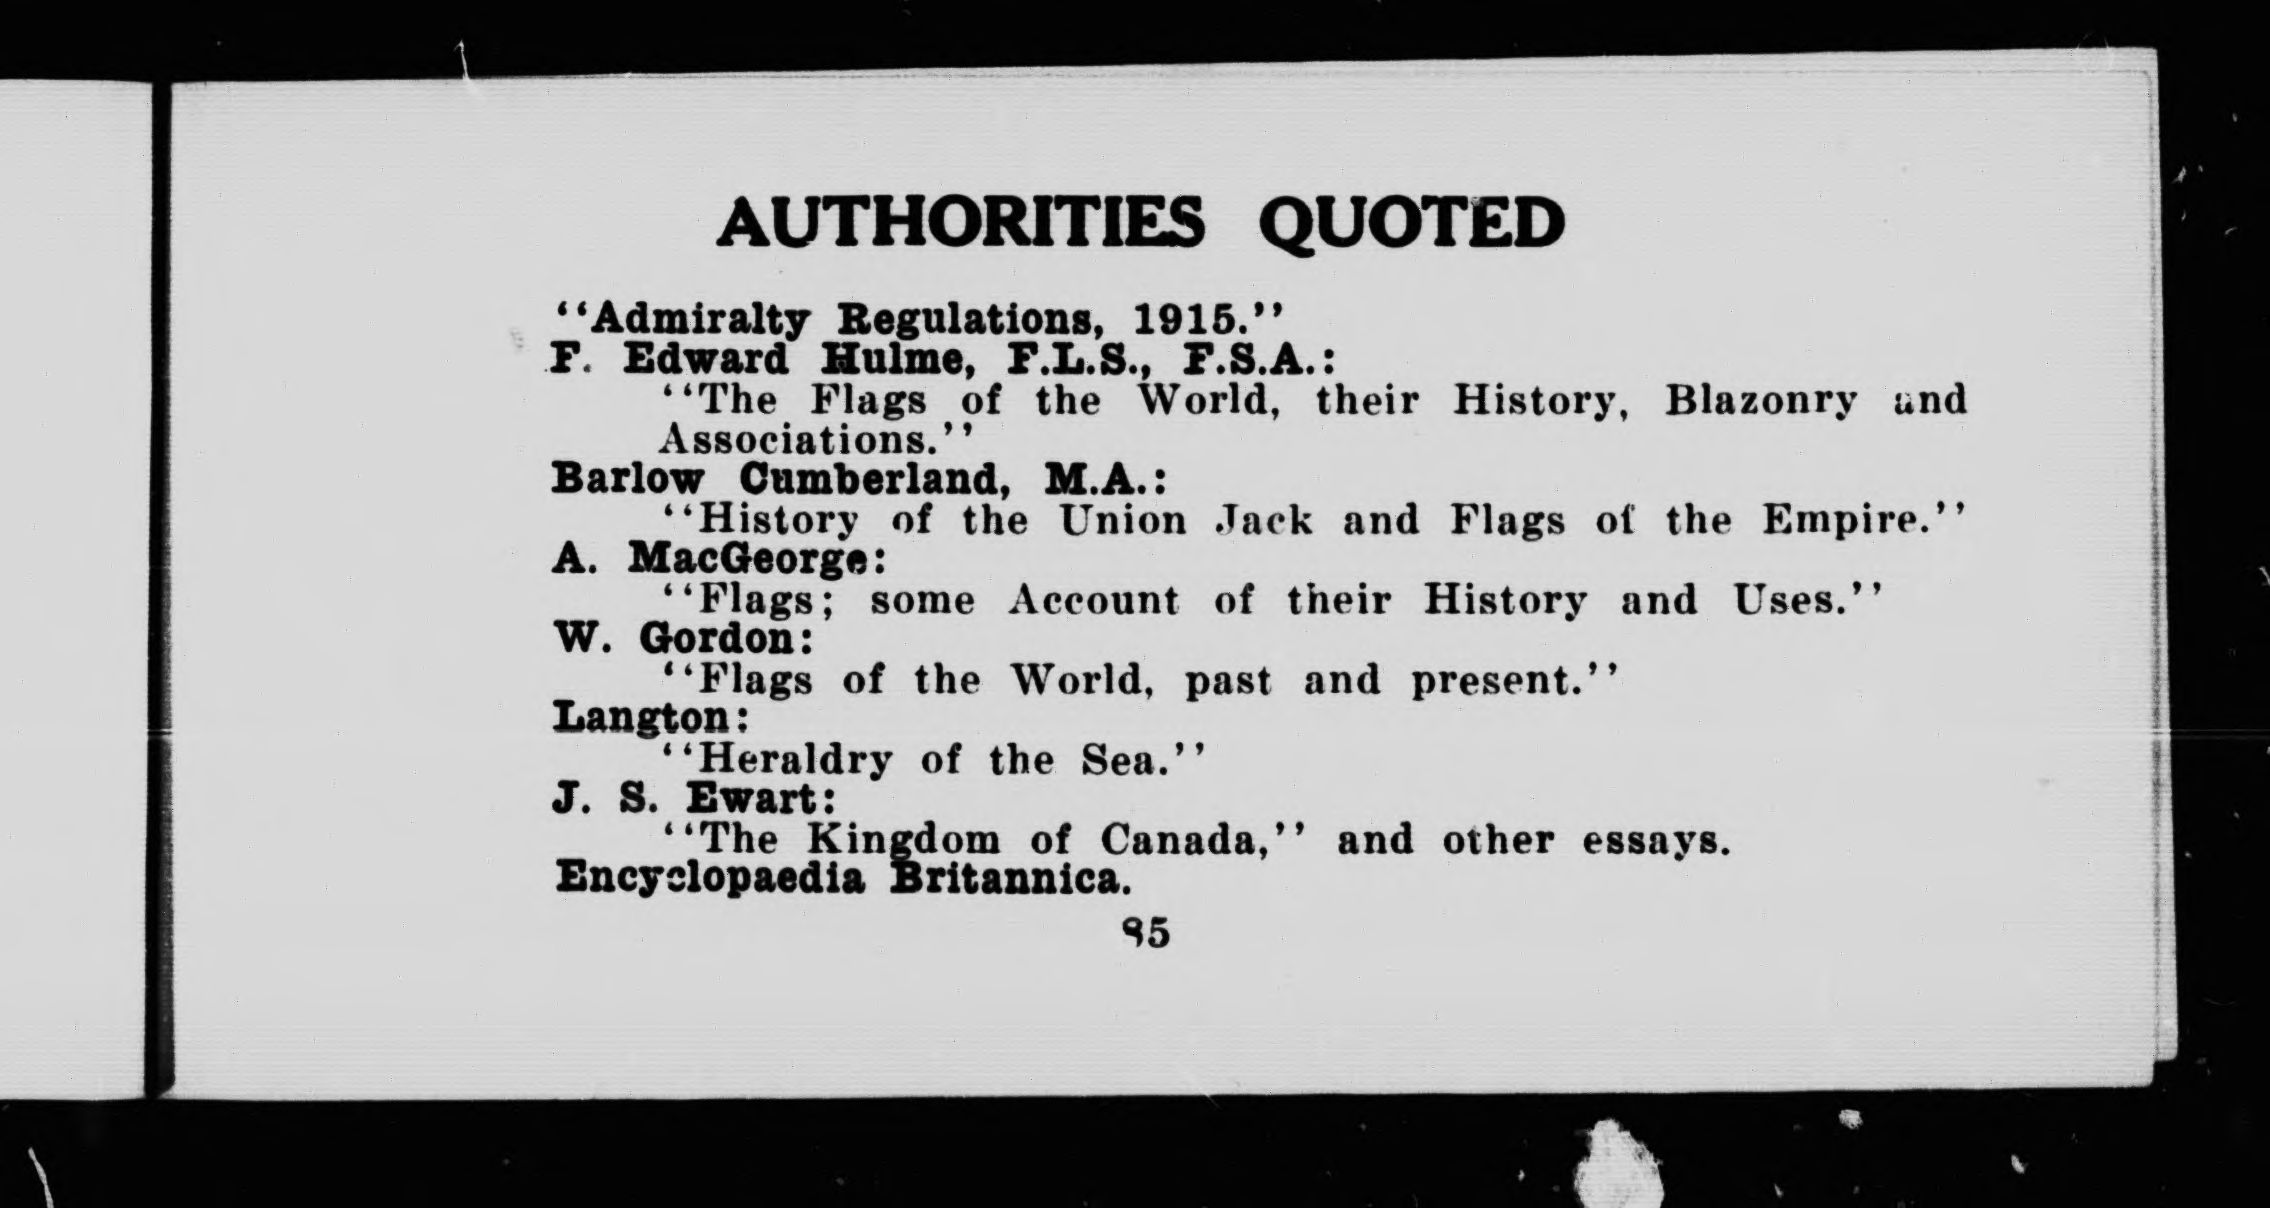 AUTHORITIES QUOTED
''Admiralty Regulations, 1915.''
F. Edward Hulme, F.L.S., F.S.A.:
''The Flags of the World, their History, Blazonry and
Associations.''
Barlow Cumberland, M.A.:
''History of the Union Jack and Flags of the Empire.''
A. MacGeorge:
''Flags; some Account of their History and Uses.''
W. Gordon:
''Flags of the World, past and present.''
Langton:
''Heraldry of the Sea.''
J. S. Ewart:
''The Kingdom of Canada,'' and other essays.
Encyclopaedia Britannica.
85